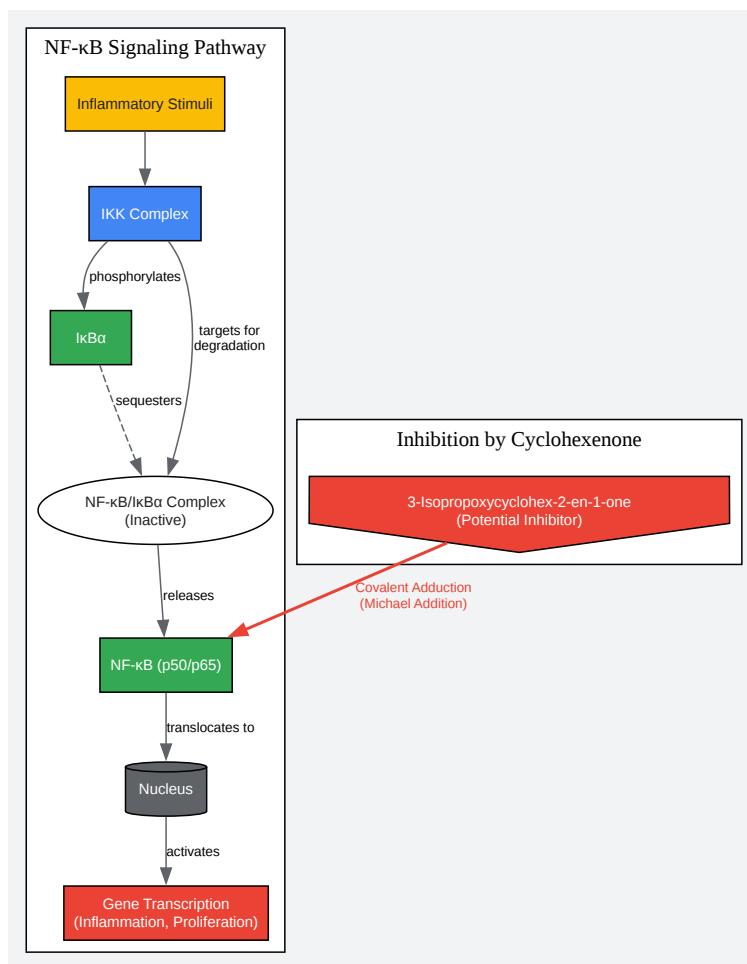 NF-κB Signaling Pathway
Inflammatory Stimuli
IKK Complex
phosphorylates
IκBα
targets for
degradation
sequesters
NF-κB/IκBα Complex
(Inactive)
releases
NF-κB (p50/p65)
translocates to
Nucleus
activates
Gene Transcription
(Inflammation, Proliferation)
Inhibition by Cyclohexenone
3-Isopropoxycyclohex-2-en-1-one
(Potential Inhibitor)
Covalent Adduction
(Michael Addition)